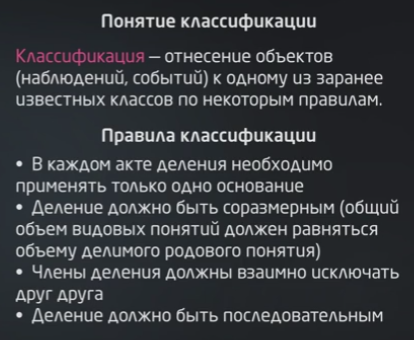 Понятие классификации
Классификация – отнесение объектов
(наблюдений, событий) к одному из заранее
известных классов по некоторым правилам.
Правила классификации
• В каждом акте деления необходимо
применять только одно основание
• Деление должно быть соразмерным (общий
объем видовых понятий должен равняться
объему делимого родового понятия)
• Члены деления должны взаимно исключать
друг друга
• Деление должно быть последовательным